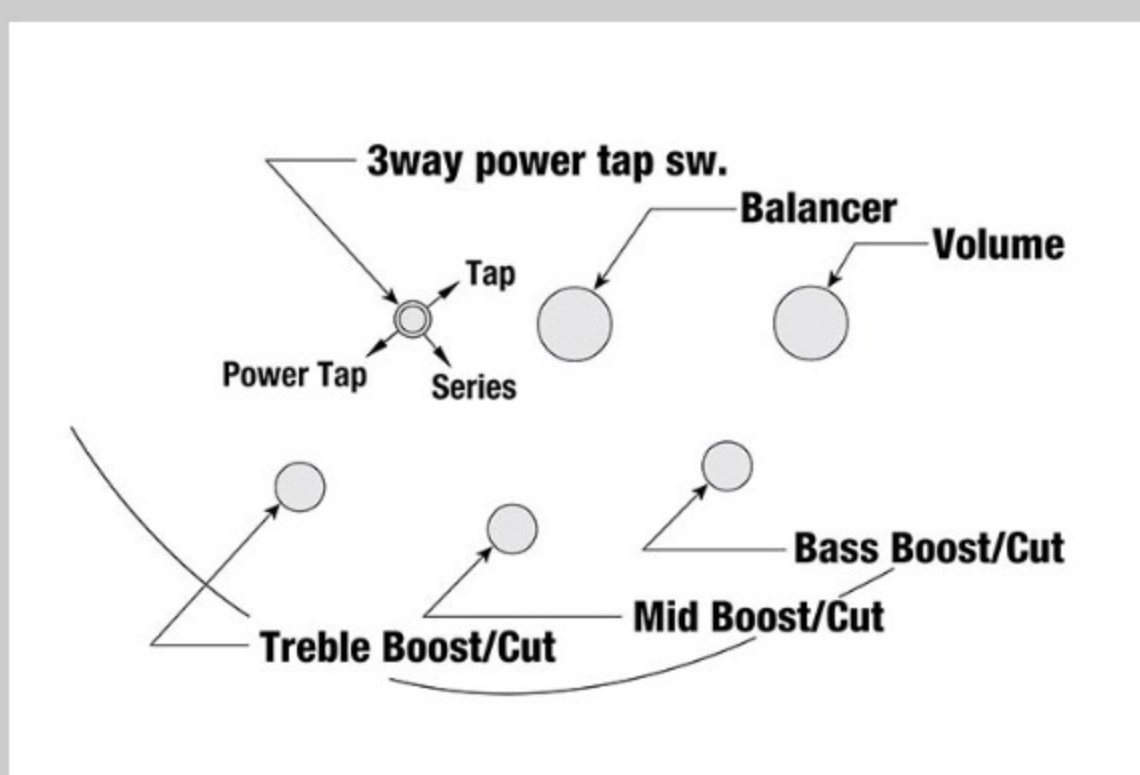 3way power tap sw.
Balancer
Volume
Tap
Power Tap
Series
Bass Boost/Cut
Mid Boost/Cut
Treble Boost/Cut